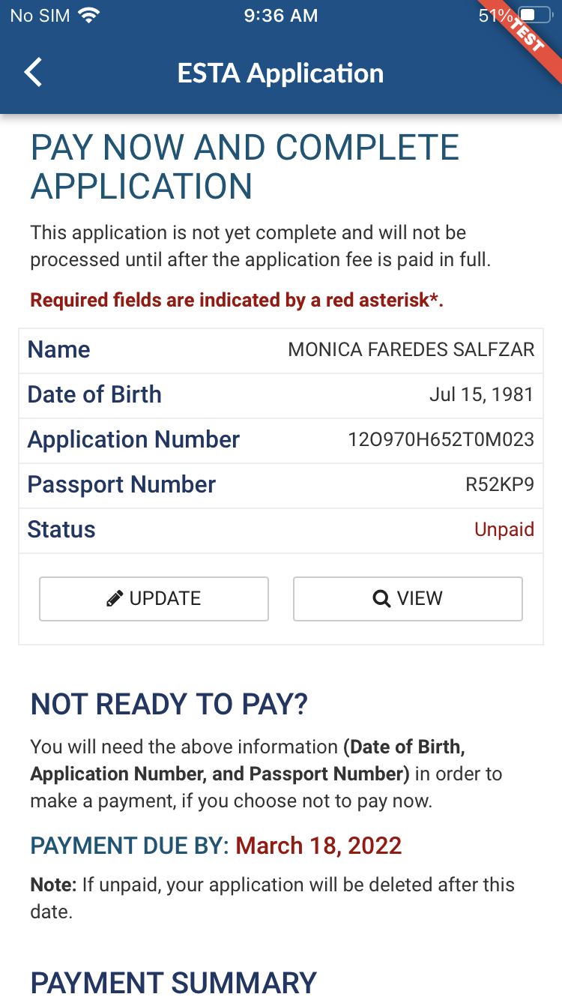 No SIM 9:36 AM 51%
TEST
ESTA Application
PAY NOW AND COMPLETE
APPLICATION
This application is not yet complete and will not be
processed until after the application fee is paid in full.
Required fields are indicated by a red asterisk*.
Name MONICA FAREDES SALFZAR
Date of Birth Jul 15, 1981
Application Number 12O970H652T0M023
Passport Number R52KP9
Status Unpaid
UPDATE VIEW
NOT READY TO PAY?
You will need the above information (Date of Birth,
Application Number, and Passport Number) in order to
make a payment, if you choose not to pay now.
PAYMENT DUE BY: March 18, 2022
Note: If unpaid, your application will be deleted after this
date.
PAYMENT SUMMARY